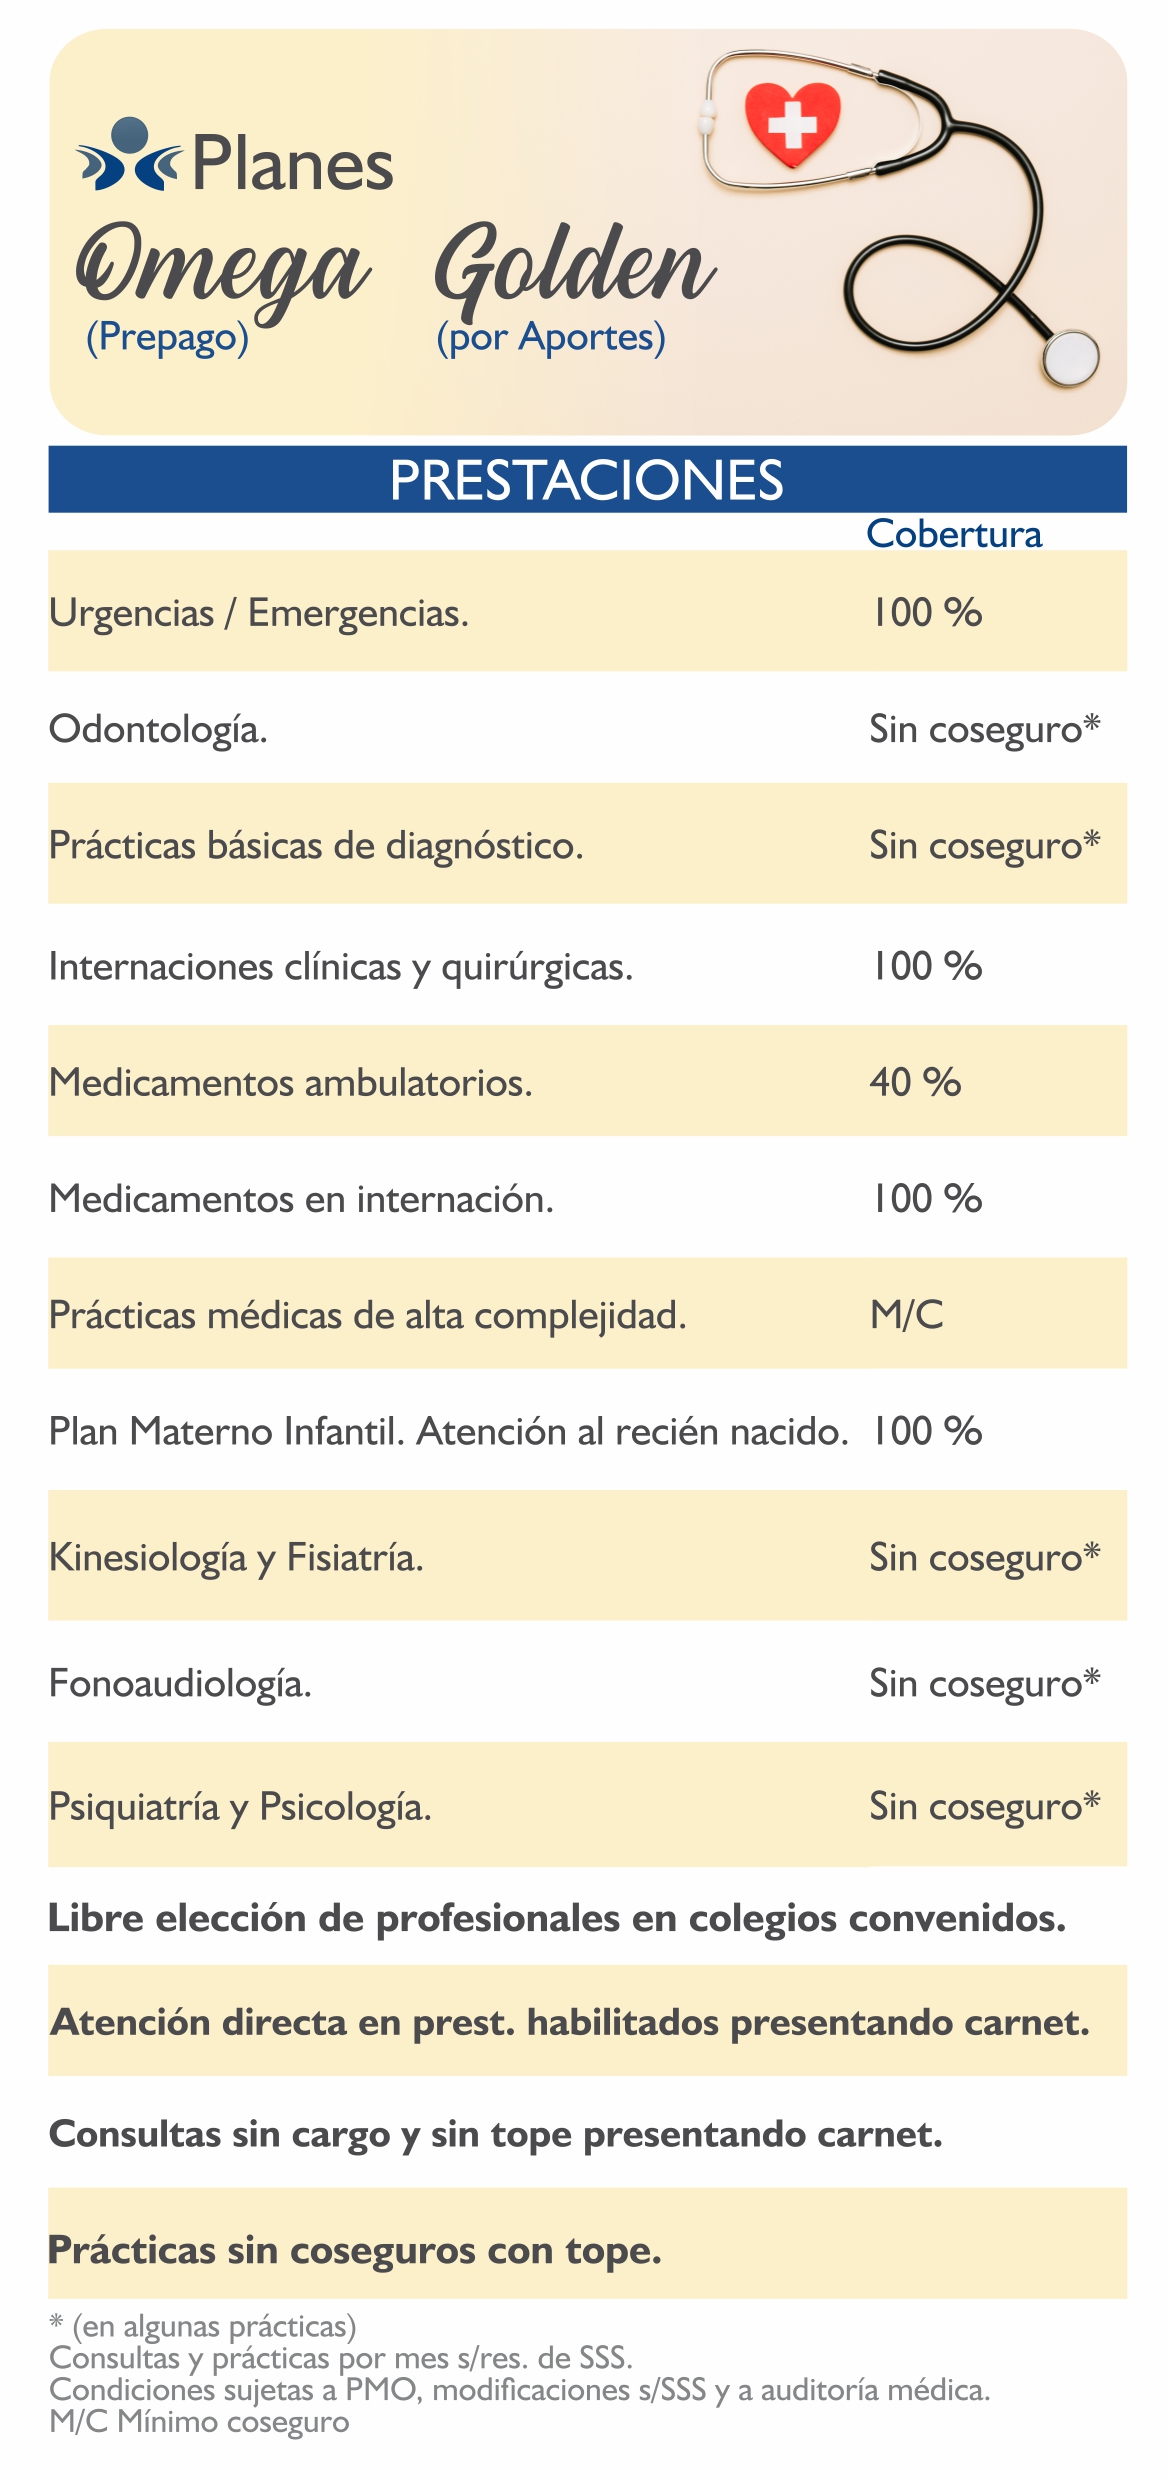 Planes
Omega Golden
(Prepago) (por Aportes)
PRESTACIONES
Cobertura
Urgencias / Emergencias. 100 %
Odontología. Sin coseguro*
Prácticas básicas de diagnóstico. Sin coseguro*
Internaciones clínicas y quirúrgicas. 100 %
Medicamentos ambulatorios. 40 %
Medicamentos en internación. 100 %
Prácticas médicas de alta complejidad. M/C
Plan Materno Infantil. Atención al recién nacido. 100 %
Kinesiología y Fisiatría. Sin coseguro*
Fonoaudiología. Sin coseguro*
Psiquiatría y Psicología. Sin coseguro*
Libre elección de profesionales en colegios convenidos.
Atención directa en prest. habilitados presentando carnet.
Consultas sin cargo y sin tope presentando carnet.
Prácticas sin coseguros con tope.
* (en algunas prácticas)
Consultas y prácticas por mes s/res. de SSS.
Condiciones sujetas a PMO, modificaciones s/SSS y a auditoría médica.
M/C Mínimo coseguro